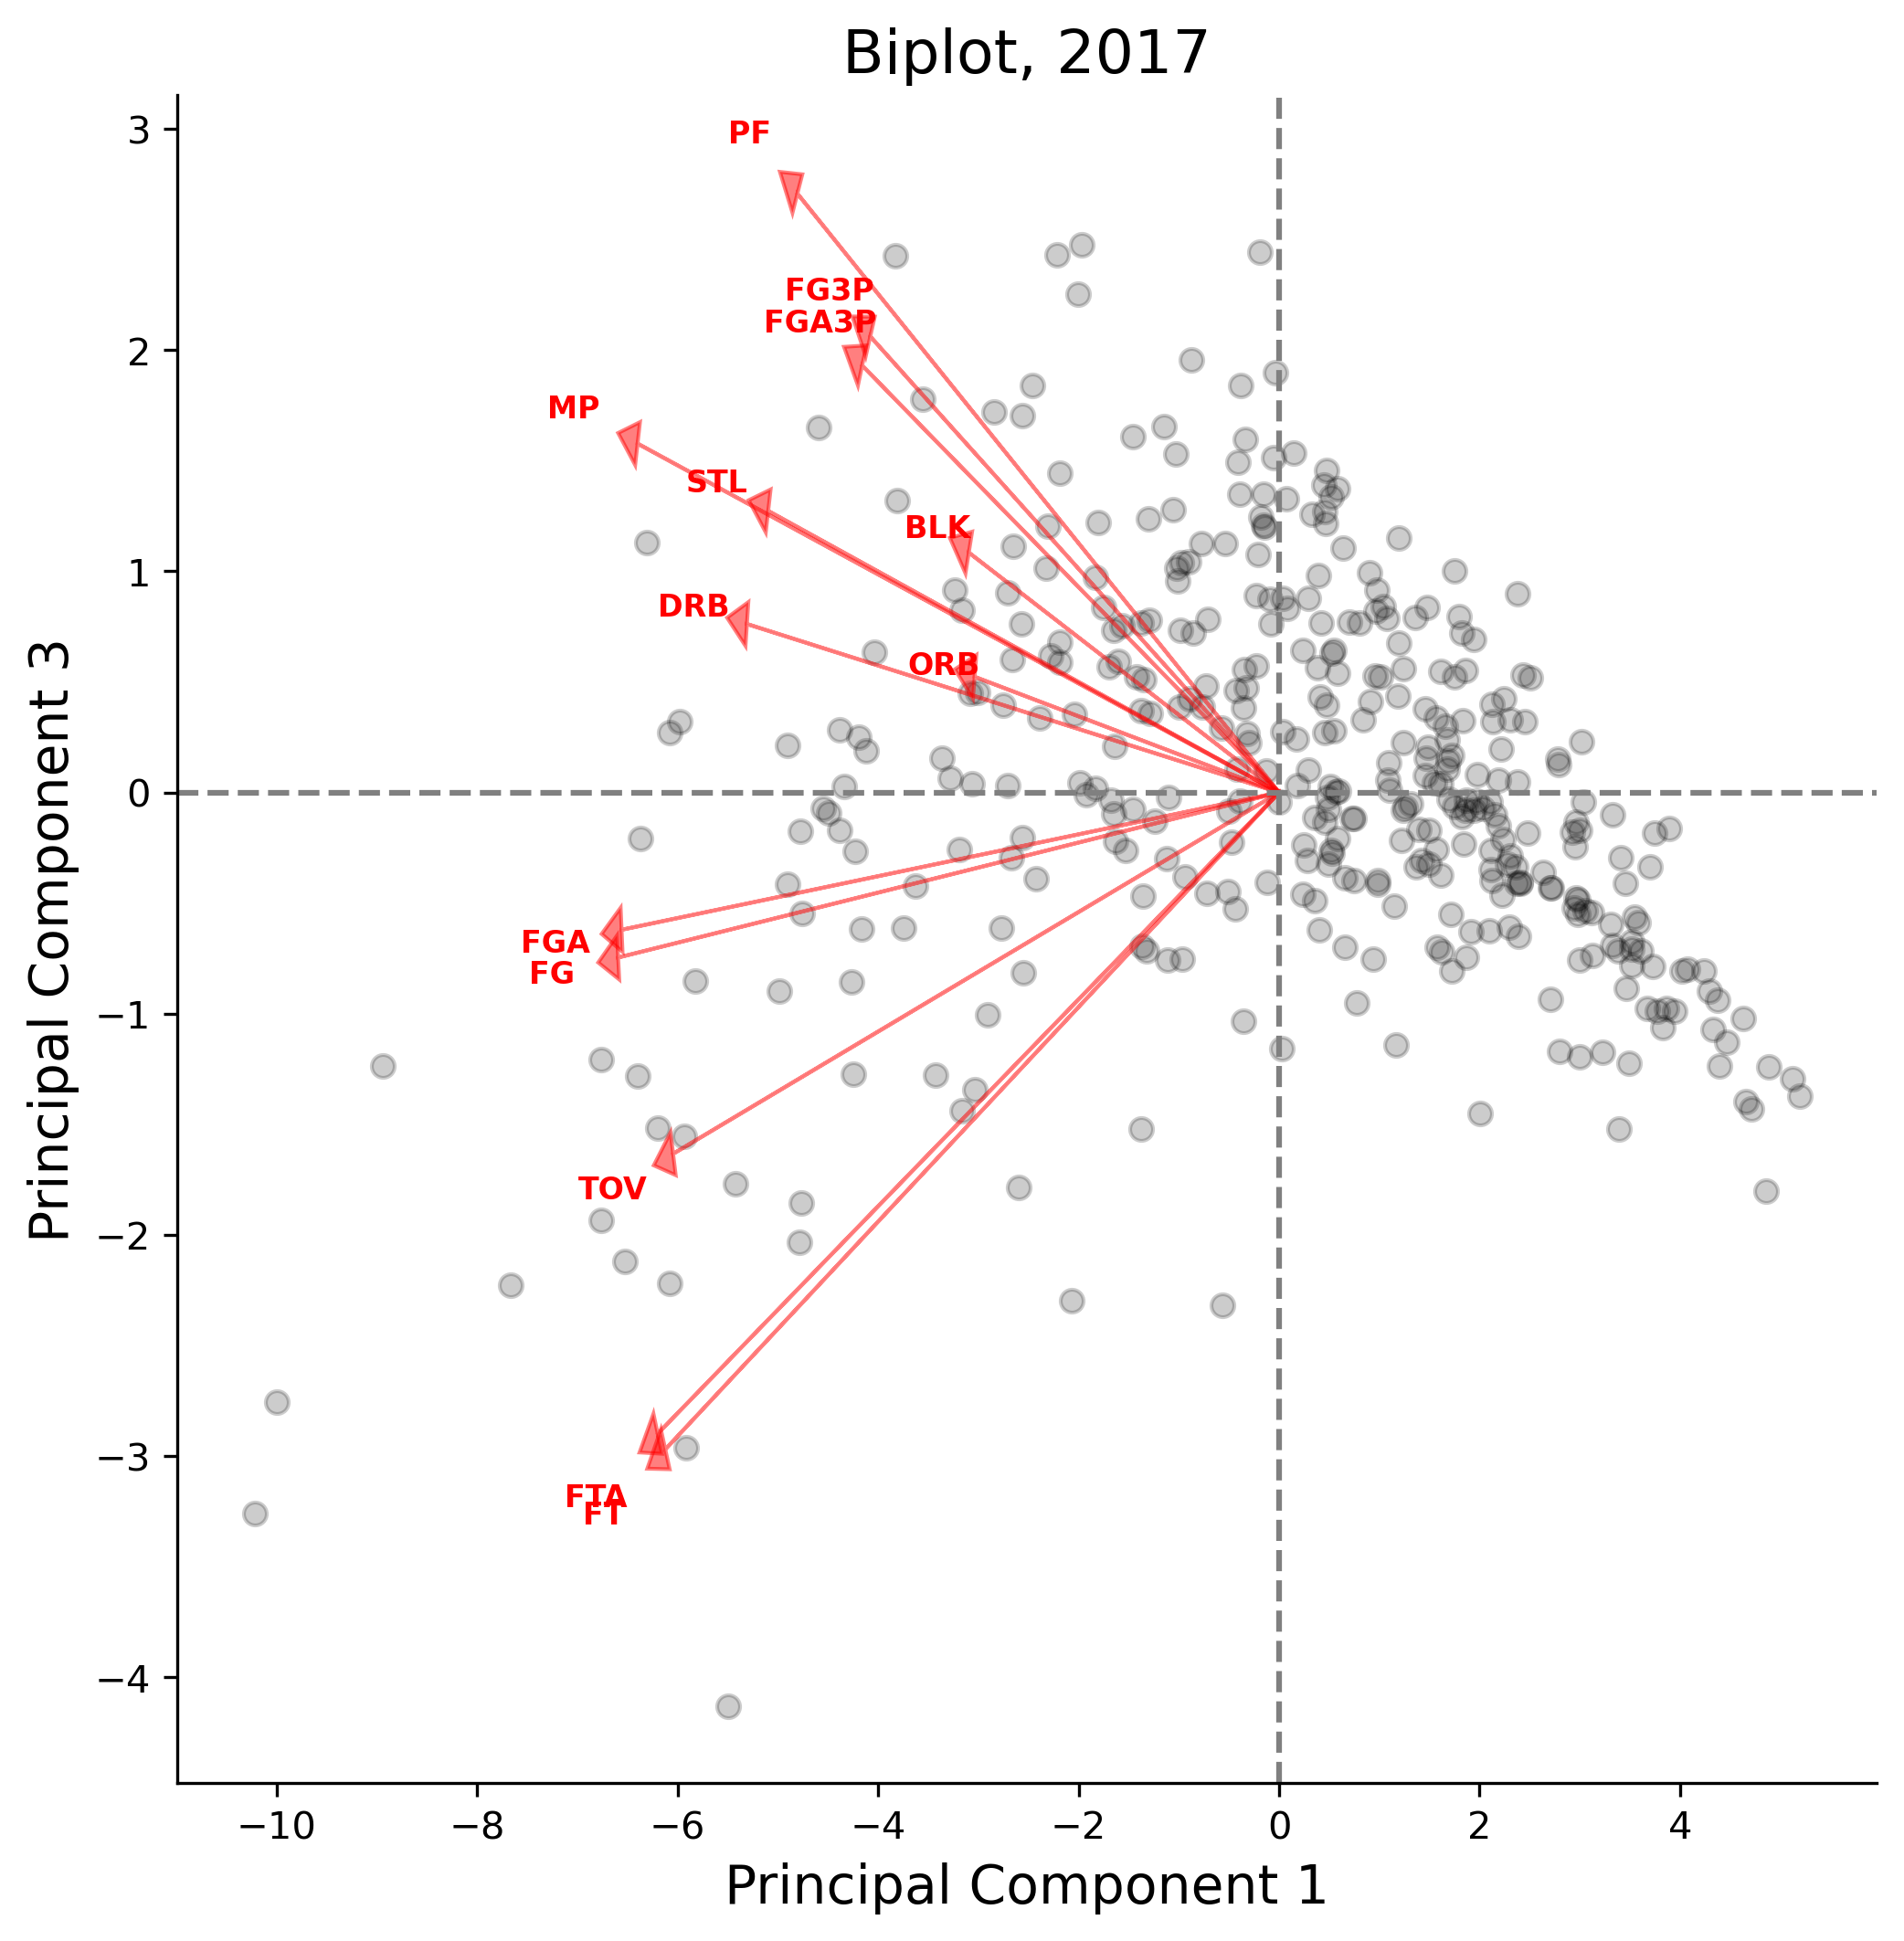 Biplot, 2017
PF
FG3P
FGA3P
MP
STL
BLK
DRB
ORB
FGA
FG
TOV
FTA
FT
3
2
1
0
−1
−2
−3
−4
Principal Component 3
−10 −8 −6 −4 −2 0 2 4
Principal Component 1